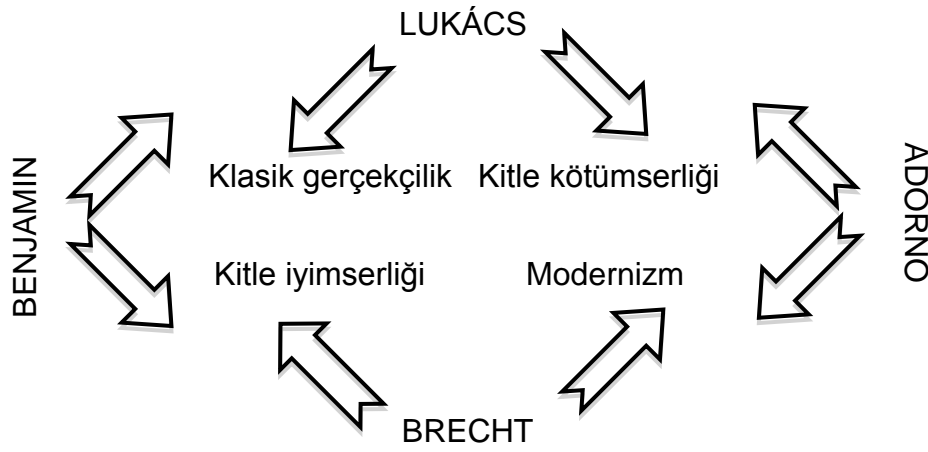 LUKÁCS
BENJAMIN
ADORNO
Klasik gerçekçilik Kitle kötümserliği
Kitle iyimserliği Modernizm
BRECHT